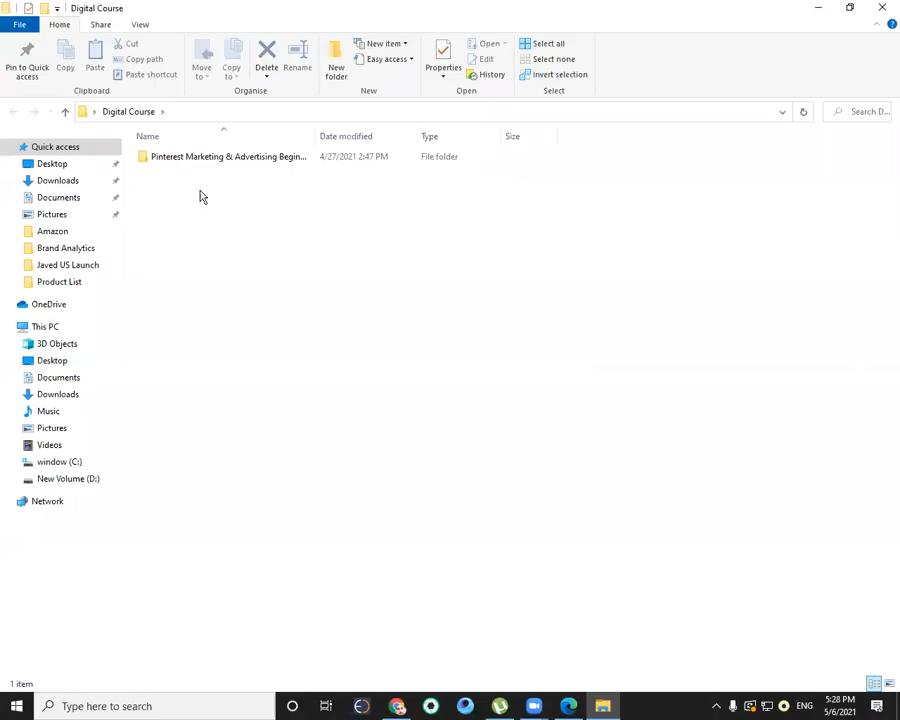 Digital Course
File
Home
Share
View
Pin to Quick access
Copy
Paste
Cut
Copy path
Paste shortcut
Clipboard
Move to
Copy to
Delete
Rename
Organise
New folder
New item
Easy access
New
Properties
Open
Edit
History
Open
Select all
Select none
Invert selection
Select
Digital Course
Search D...
Name
Date modified
Type
Size
Pinterest Marketing & Advertising Begin...
4/27/2021 2:47 PM
File folder
Quick access
Desktop
Downloads
Documents
Pictures
Amazon
Brand Analytics
Javed US Launch
Product List
OneDrive
This PC
3D Objects
Desktop
Documents
Downloads
Music
Pictures
Videos
window (C:)
New Volume (D:)
Network
1 item
Type here to search
ENG
5:28 PM
5/6/2021